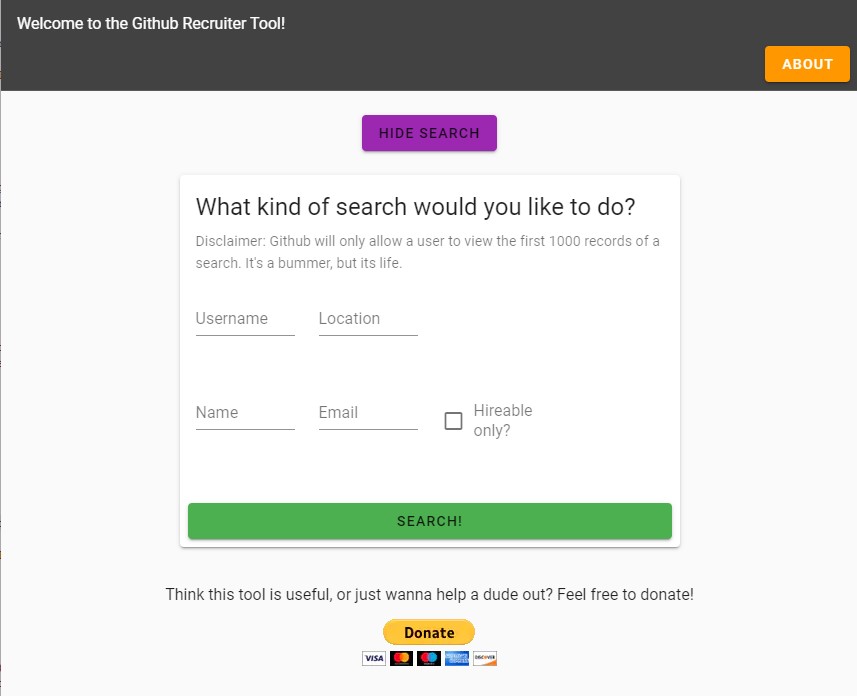 Welcome to the Github Recruiter Tool!
ABOUT
HIDE SEARCH
What kind of search would you like to do?
Disclaimer: Github will only allow a user to view the first 1000 records of a
search. It's a bummer, but its life.
Username Location
Name Email Hireable
only?
SEARCH!
Think this tool is useful, or just wanna help a dude out? Feel free to donate!
Donate
VISA DISCOVER